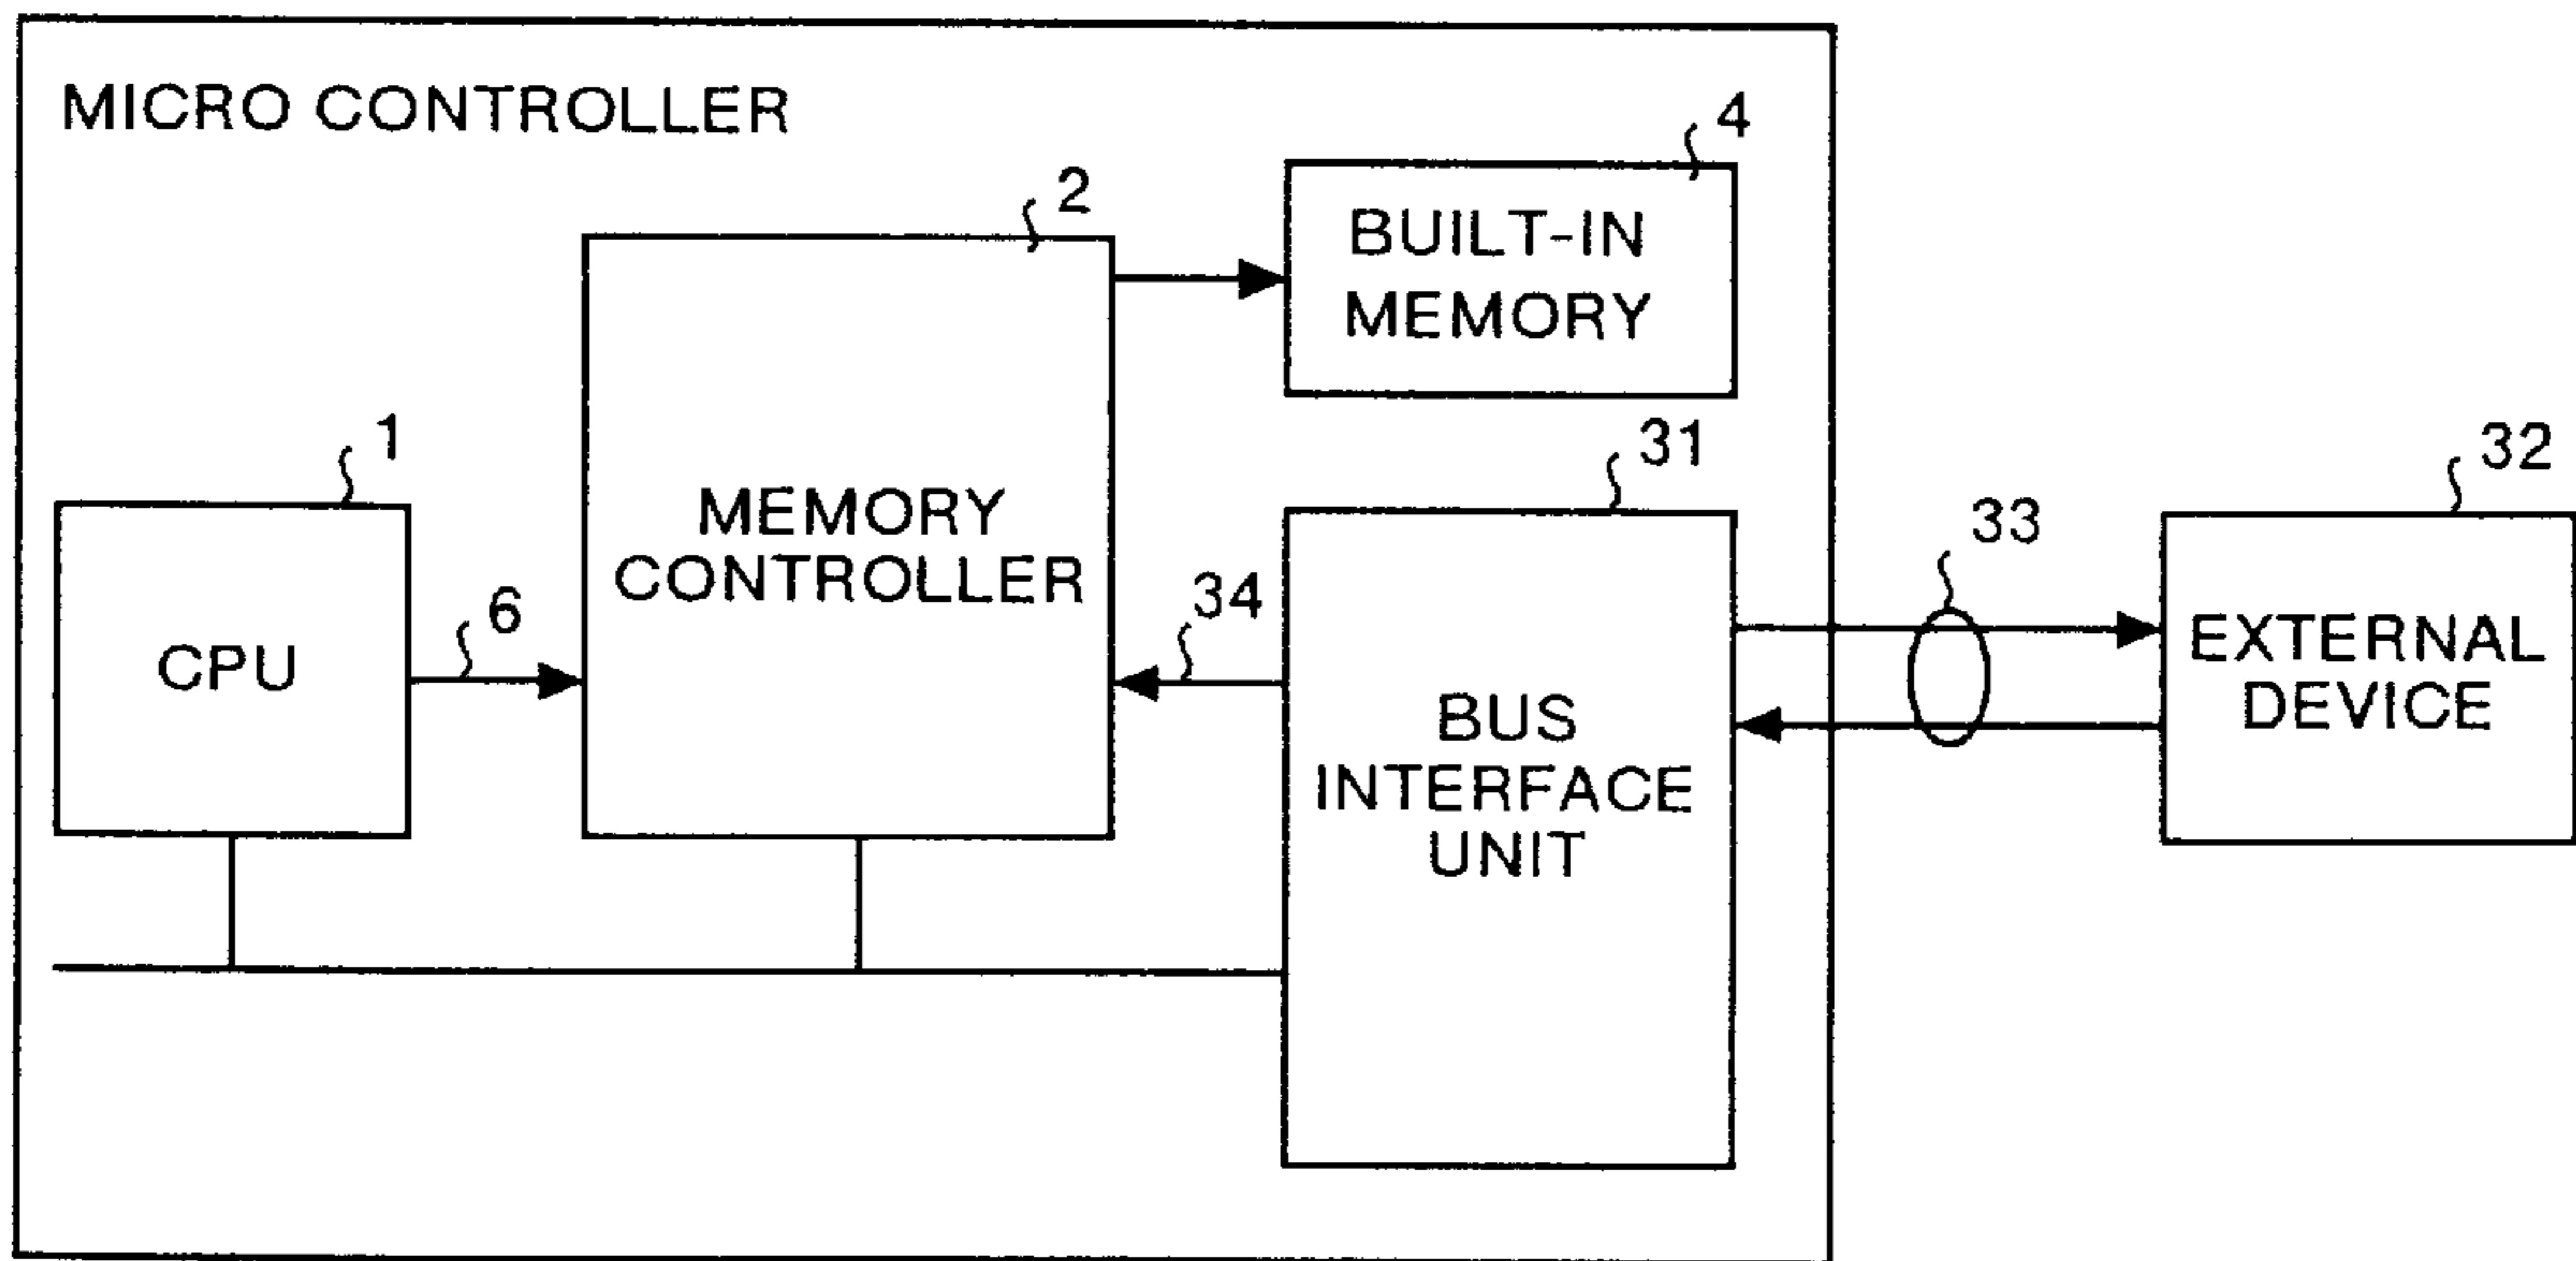 MICRO CONTROLLER
4
BUILT-IN
MEMORY
2
MEMORY
CONTROLLER
1
CPU
6
34
31
BUS
INTERFACE
UNIT
33
32
EXTERNAL
DEVICE